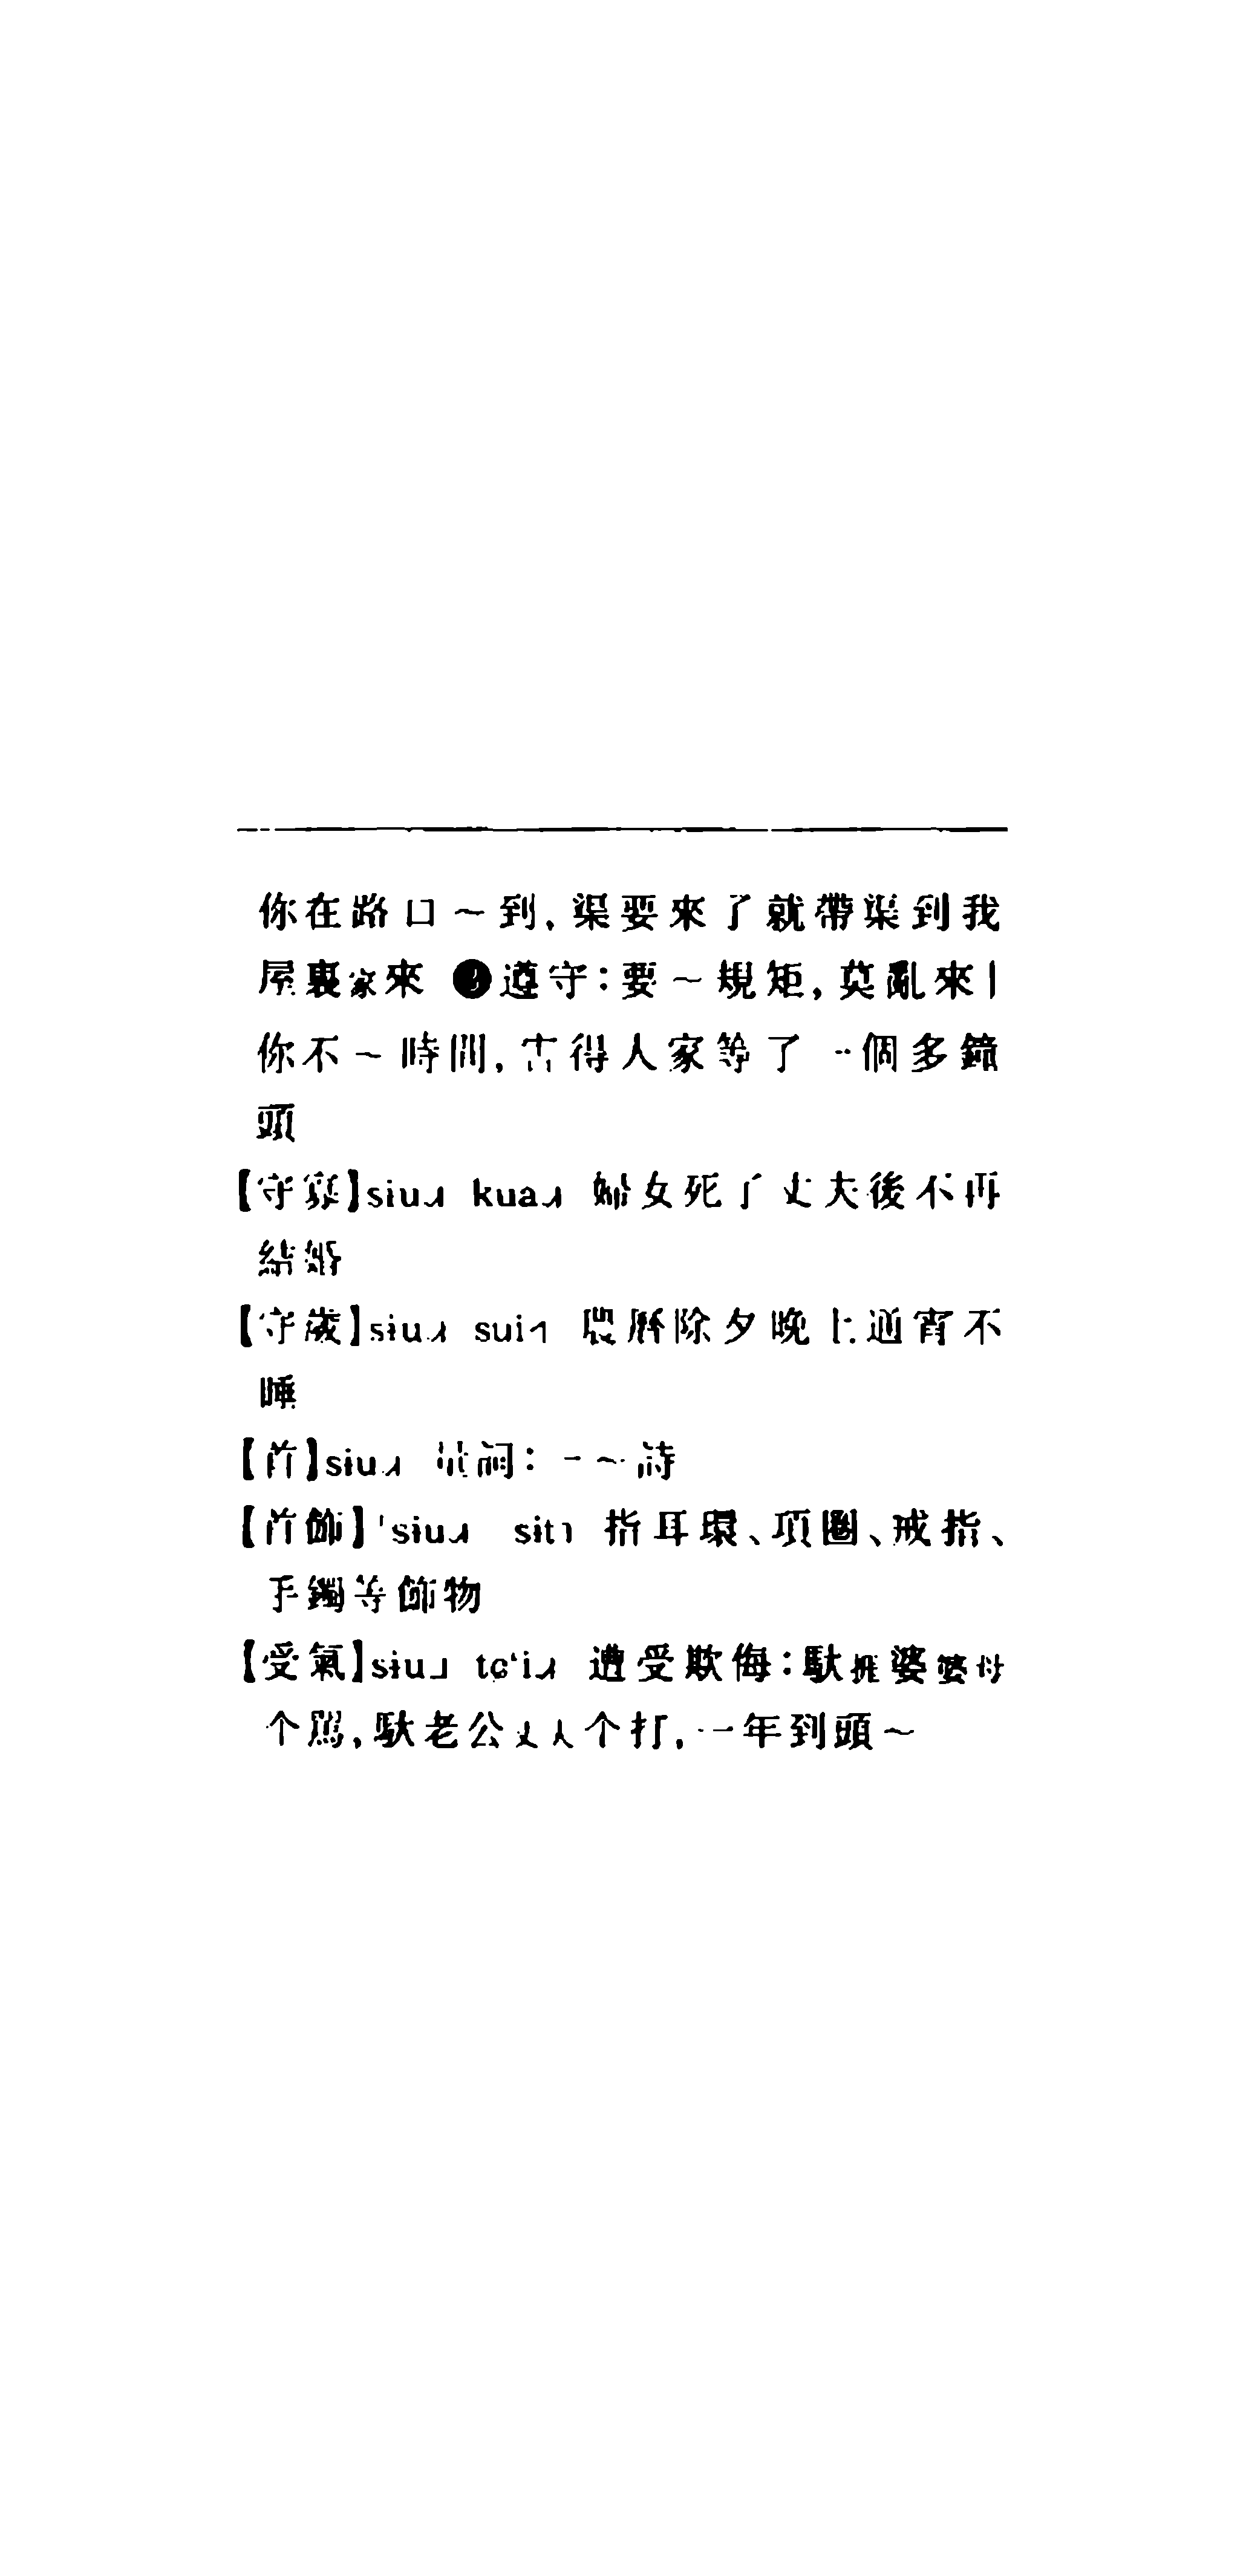 你在路口～到，渠要來了就帶渠到我
屋裏家來 ❷遵守：要～規矩，莫亂來｜
你不～時間，害得人家等了一個多鐘
頭
【守寡】siu˩˧ kua˩˧ 婦女死了丈夫後不再
結婚
【守歲】siu˩˧ sui˧˥ 農曆除夕晚上通宵不
睡
【首】siu˩˧ 量詞：一～詩
【首飾】siu˩˧ sit˥ 指耳環、項圈、戒指、
手鐲等飾物
【受氣】siu˩ tɕ‘i˩˧ 遭受欺侮：馱捱婆婆母
个罵，馱老公丈人个打，一年到頭～